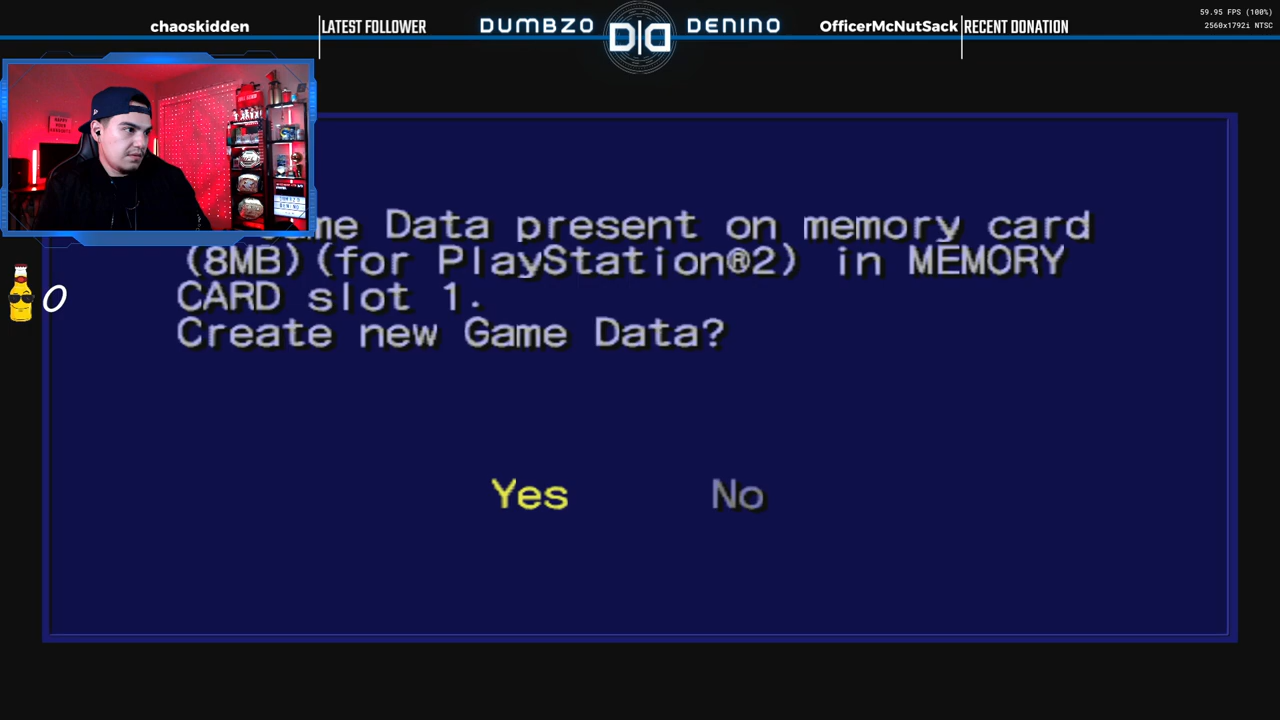 chaoskidden
LATEST FOLLOWER
DUMBZO
D|D
DENINO
OfficerMcNutSack
RECENT DONATION
59.95 FPS (100%)
2560x1792i NTSC
me Data present on memory card
(8MB)(for PlayStation®2) in MEMORY
CARD slot 1.
Create new Game Data?
0
Yes
No